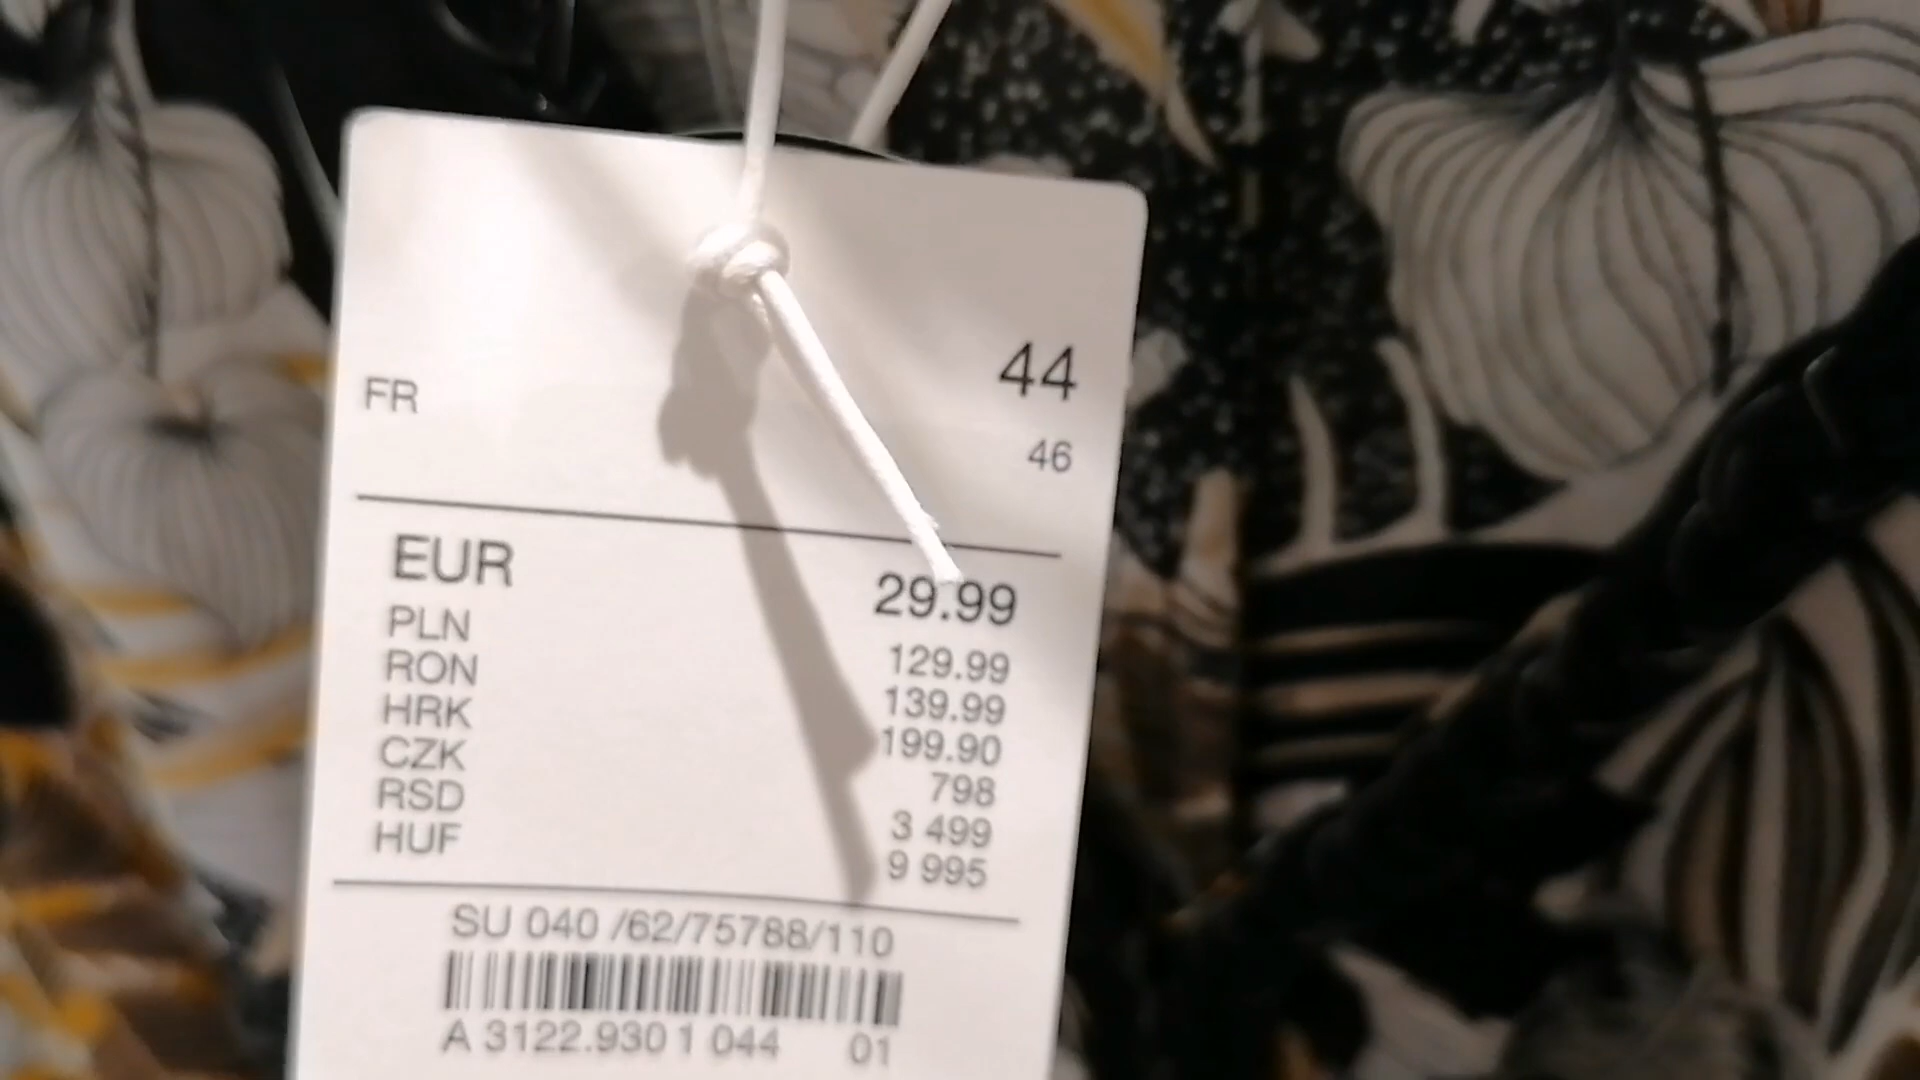 44
FR 46
EUR 29.99
PLN 129.99
RON 139.99
HRK 199.90
CZK 798
RSD 3 499
HUF 9 995
SU 040 /62/75788/110
A 3122.930 1 044 01